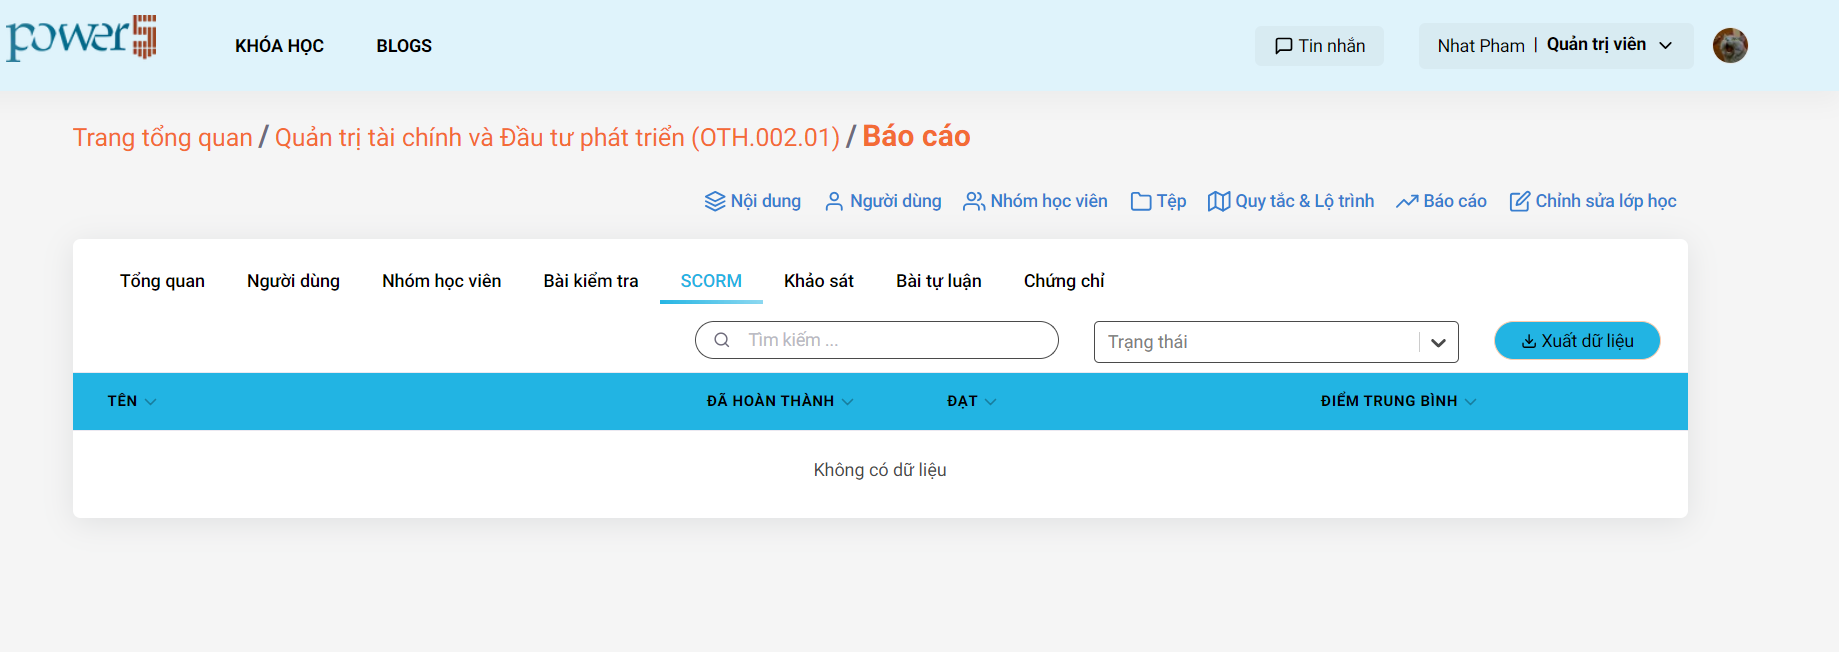 power5
KHÓA HỌC
BLOGS
Tin nhắn
Nhat Pham | Quản trị viên
Trang tổng quan / Quản trị tài chính và Đầu tư phát triển (OTH.002.01) / Báo cáo
Nội dung
Người dùng
Nhóm học viên
Tệp
Quy tắc & Lộ trình
Báo cáo
Chỉnh sửa lớp học
Tổng quan
Người dùng
Nhóm học viên
Bài kiểm tra
SCORM
Khảo sát
Bài tự luận
Chứng chỉ
Tìm kiếm ...
Trạng thái
Xuất dữ liệu
TÊN
ĐÃ HOÀN THÀNH
ĐẠT
ĐIỂM TRUNG BÌNH
Không có dữ liệu